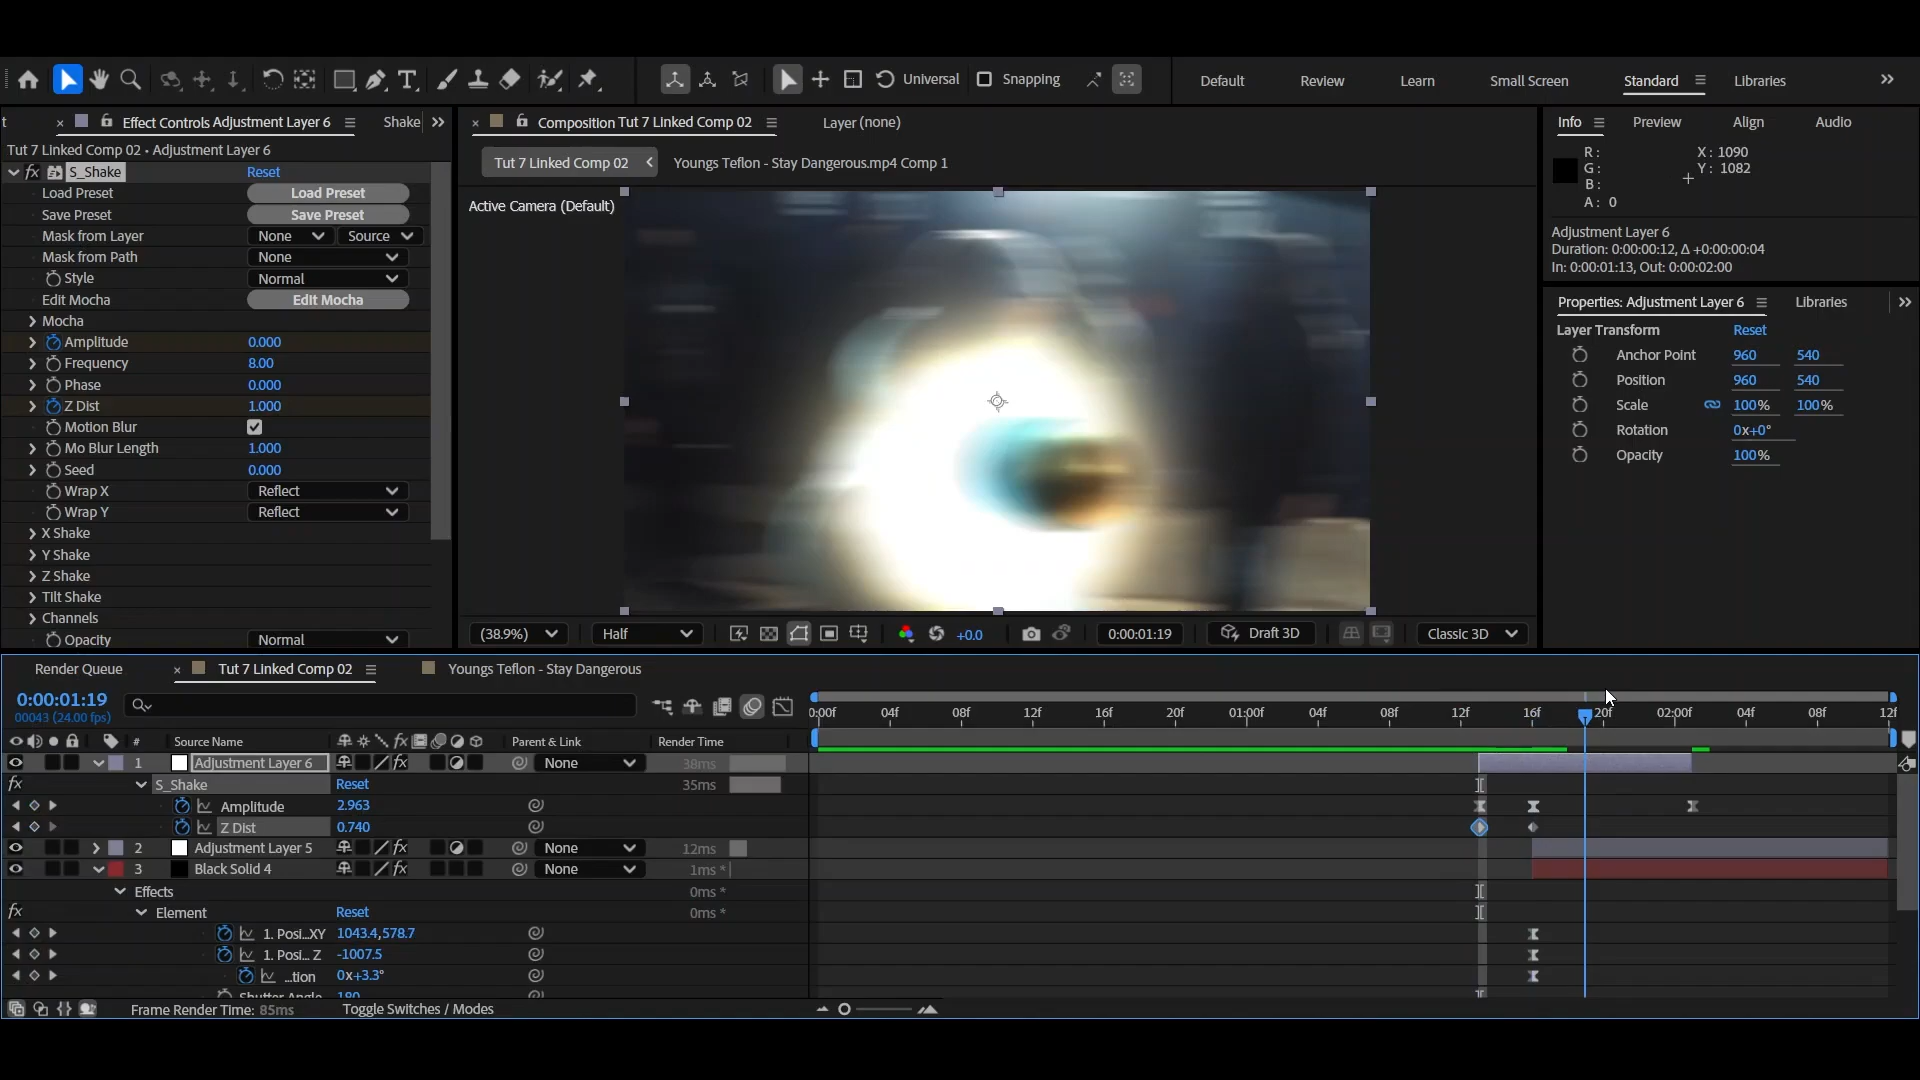 Universal
Snapping
Default
Review
Learn
Small Screen
Standard
Libraries
Effect Controls Adjustment Layer 6
Shake
Composition Tut 7 Linked Comp 02
Layer (none)
Info
Preview
Align
Audio
Tut 7 Linked Comp 02 • Adjustment Layer 6
Tut 7 Linked Comp 02
Youngs Teflon - Stay Dangerous.mp4 Comp 1
R :
G :
B :
A : 0
X : 1090
Y : 1082
fx
S_Shake
Reset
Load Preset
Load Preset
Save Preset
Save Preset
Mask from Layer
None
Source
Mask from Path
None
Style
Normal
Edit Mocha
Edit Mocha
Mocha
Amplitude
0.000
Frequency
8.00
Phase
0.000
Z Dist
1.000
Motion Blur
Mo Blur Length
1.000
Seed
0.000
Wrap X
Reflect
Wrap Y
Reflect
X Shake
Y Shake
Z Shake
Tilt Shake
Channels
Opacity
Normal
Active Camera (Default)
(38.9%)
Half
+0.0
0:00:01:19
Draft 3D
Classic 3D
Adjustment Layer 6
Duration: 0:00:00:12, Δ +0:00:00:04
In: 0:00:01:13, Out: 0:00:02:00
Properties: Adjustment Layer 6
Libraries
Layer Transform
Reset
Anchor Point
960
540
Position
960
540
Scale
100%
100%
Rotation
0x+0°
Opacity
100%
Render Queue
Tut 7 Linked Comp 02
Youngs Teflon - Stay Dangerous
0:00:01:19
00043 (24.00 fps)
0:00f
04f
08f
12f
16f
20f
01:00f
04f
08f
12f
16f
20f
02:00f
04f
08f
12f
#
Source Name
fx
Parent & Link
Render Time
1
Adjustment Layer 6
fx
None
38ms
fx
S_Shake
Reset
35ms
Amplitude
2.963
Z Dist
0.740
2
Adjustment Layer 5
fx
None
12ms
3
Black Solid 4
fx
None
1ms *
Effects
0ms *
fx
Element
Reset
0ms *
1. Posi...XY
1043.4,578.7
1. Posi... Z
-1007.5
...tion
0x+3.3°
Shutter Angle
180
Frame Render Time: 85ms
Toggle Switches / Modes